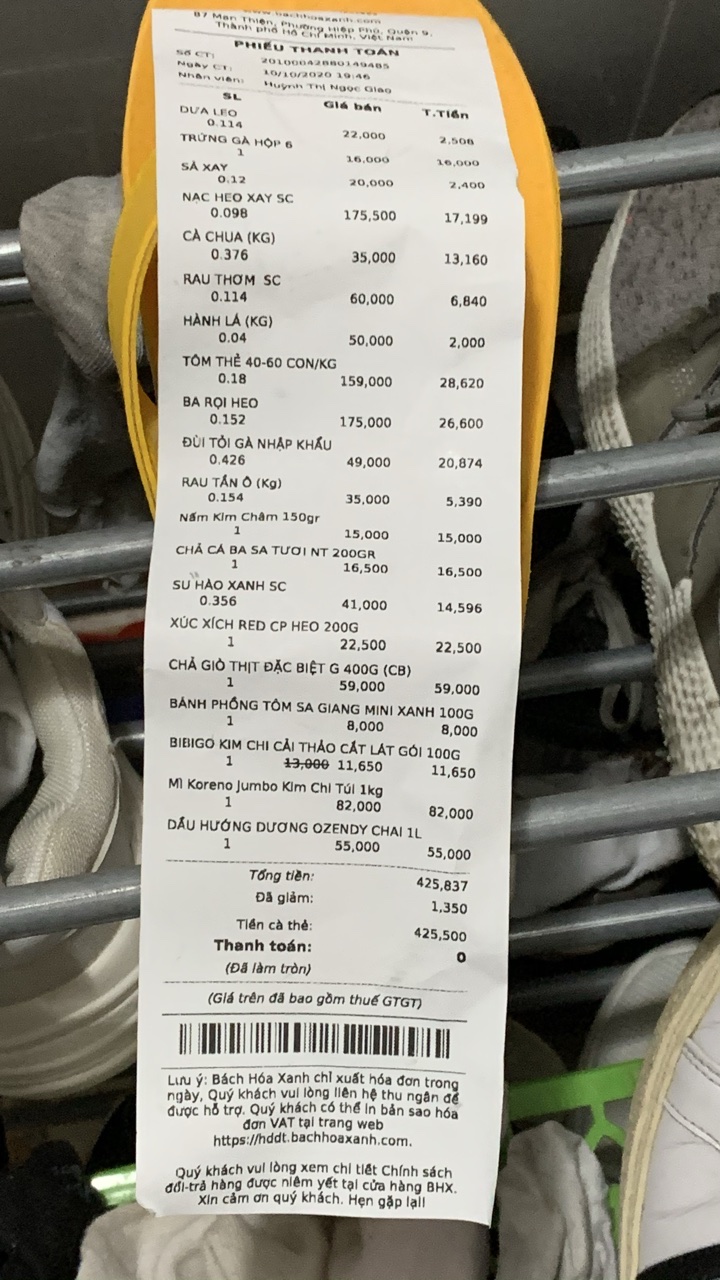 www.bachhoaxanh.com
87 Man Thiện, Phường Hiệp Phú, Quận 9,
Thành phố Hồ Chí Minh, Việt Nam
PHIẾU THANH TOÁN
Số CT: 20100042880149485
Ngày CT: 10/10/2020 19:46
Nhân viên: Huỳnh Thị Ngọc Giao
SL Giá bán T.Tiền
DƯA LEO
0.114 22,000 2,508
TRỨNG GÀ HỘP 6
1 16,000 16,000
SẢ XAY
0.12 20,000 2,400
NẠC HEO XAY SC
0.098 175,500 17,199
CÀ CHUA (KG)
0.376 35,000 13,160
RAU THƠM SC
0.114 60,000 6,840
HÀNH LÁ (KG)
0.04 50,000 2,000
TÔM THẺ 40-60 CON/KG
0.18 159,000 28,620
BA RỌI HEO
0.152 175,000 26,600
ĐÙI TỎI GÀ NHẬP KHẨU
0.426 49,000 20,874
RAU TẦN Ô (Kg)
0.154 35,000 5,390
Nấm Kim Châm 150gr
1 15,000 15,000
CHẢ CÁ BA SA TƯƠI NT 200GR
1 16,500 16,500
SU HÀO XANH SC
0.356 41,000 14,596
XÚC XÍCH RED CP HEO 200G
1 22,500 22,500
CHẢ GIÒ THỊT ĐẶC BIỆT G 400G (CB)
1 59,000 59,000
BÁNH PHỒNG TÔM SA GIANG MINI XANH 100G
1 8,000 8,000
BIBIGO KIM CHI CẢI THẢO CẮT LÁT GÓI 100G
1 13,000 11,650 11,650
Mì Koreno Jumbo Kim Chi Túi 1kg
1 82,000 82,000
DẦU HƯỚNG DƯƠNG OZENDY CHAI 1L
1 55,000 55,000
Tổng tiền: 425,837
Đã giảm: 1,350
Tiền cà thẻ: 425,500
Thanh toán: 0
(Đã làm tròn)
(Giá trên đã bao gồm thuế GTGT)
Lưu ý: Bách Hóa Xanh chỉ xuất hóa đơn trong
ngày, Quý khách vui lòng liên hệ thu ngân để
được hỗ trợ. Quý khách có thể in bản sao hóa
đơn VAT tại trang web
https://hddt.bachhoaxanh.com.
Quý khách vui lòng xem chi tiết Chính sách
đổi-trả hàng được niêm yết tại cửa hàng BHX.
Xin cảm ơn quý khách. Hẹn gặp lại!